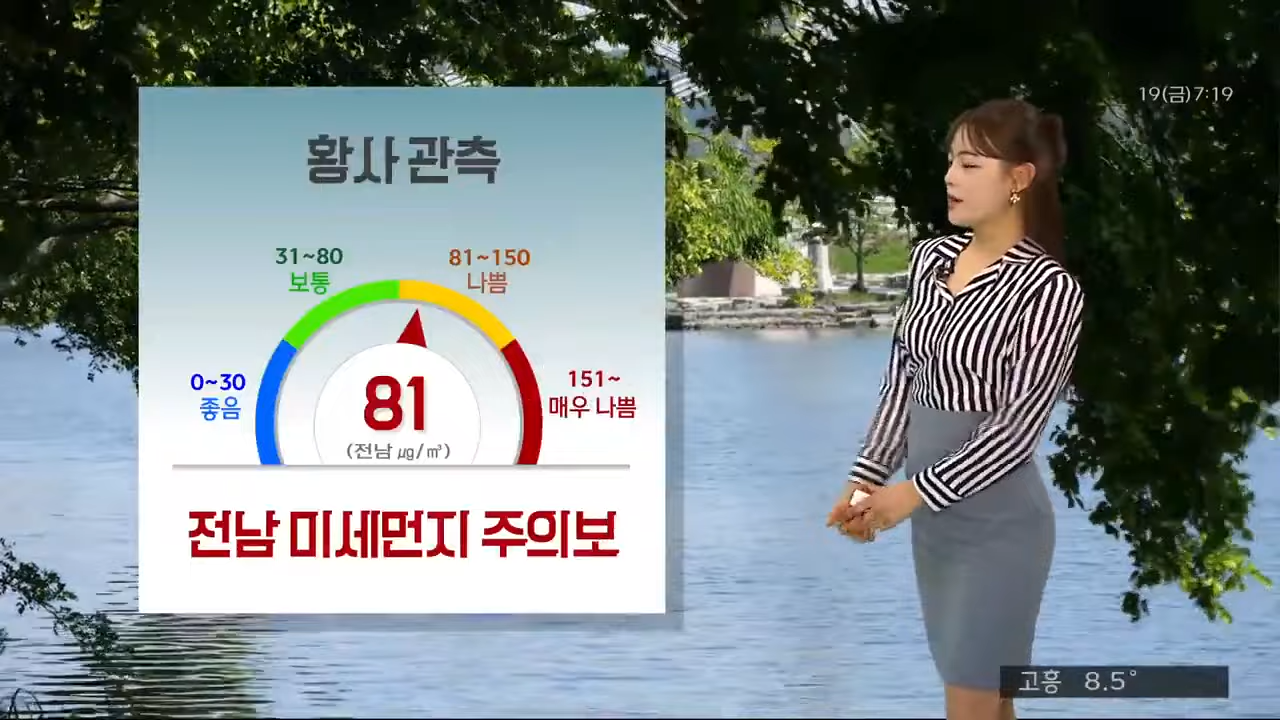 19(금)7:19
황사 관측
31~80
보통
81~150
나쁨
0~30
좋음
151~
매우 나쁨
81
(전남 ㎍/㎥)
전남 미세먼지 주의보
고흥 8.5°